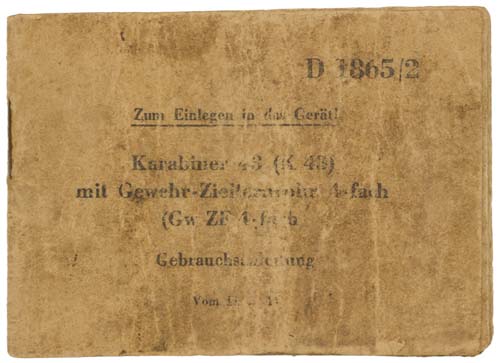 D 1865/2
Zum Einlegen in das Gerät!
Karabiner 43 (K 43)
mit Gewehr-Zielfernrohr 4-fach
(Gw ZF 4-fach
Gebrauchsanleitung
Vom